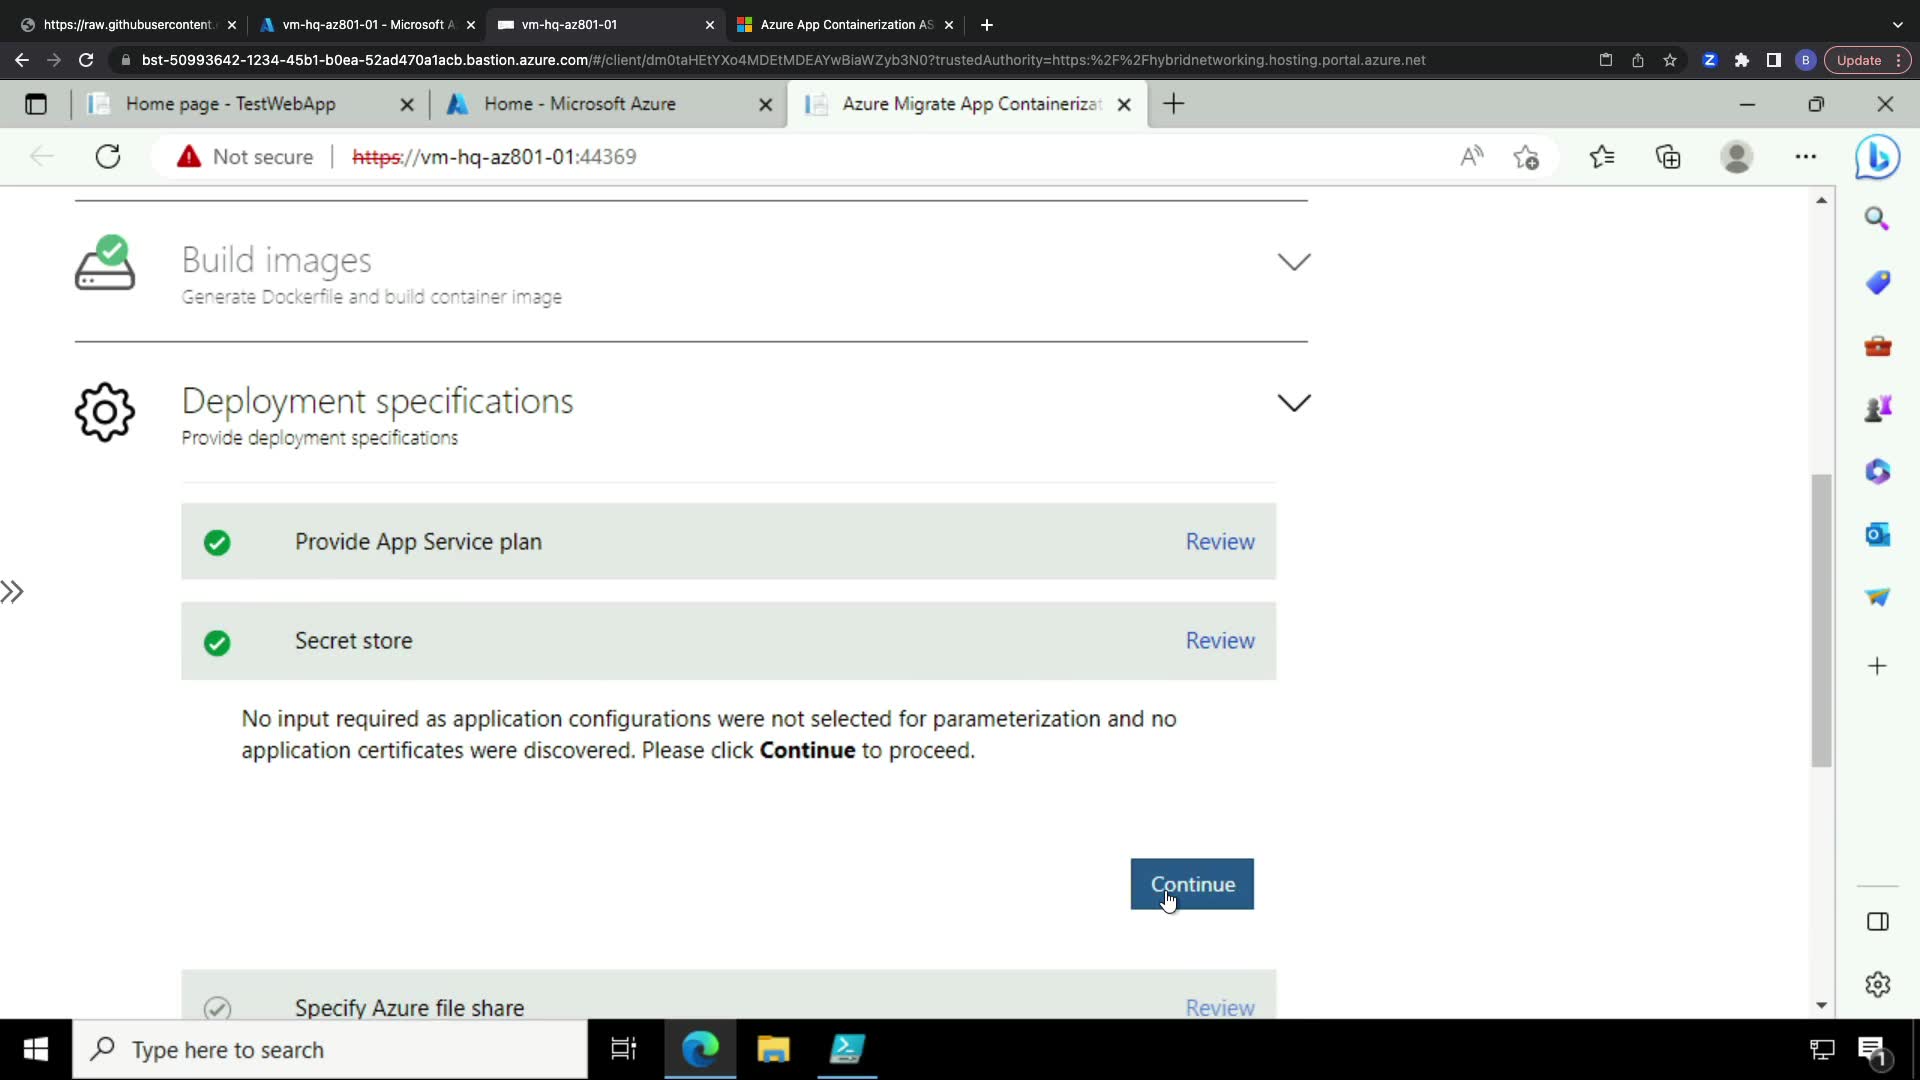 https://raw.githubusercontent.
vm-hq-az801-01 - Microsoft A
vm-hq-az801-01
Azure App Containerization AS
bst-50993642-1234-45b1-b0ea-52ad470a1acb.bastion.azure.com/#/client/dm0taHEtYXo4MDEtMDEAYwBiaWZyb3N0?trustedAuthority=https:%2F%2Fhybridnetworking.hosting.portal.azure.net
Z
B
Update
Home page - TestWebApp
Home - Microsoft Azure
Azure Migrate App Containerizat
Not secure
https://vm-hq-az801-01:44369
Build images
Generate Dockerfile and build container image
Deployment specifications
Provide deployment specifications
Provide App Service plan
Review
Secret store
Review
No input required as application configurations were not selected for parameterization and no
application certificates were discovered. Please click Continue to proceed.
Continue
Specify Azure file share
Review
Type here to search
1